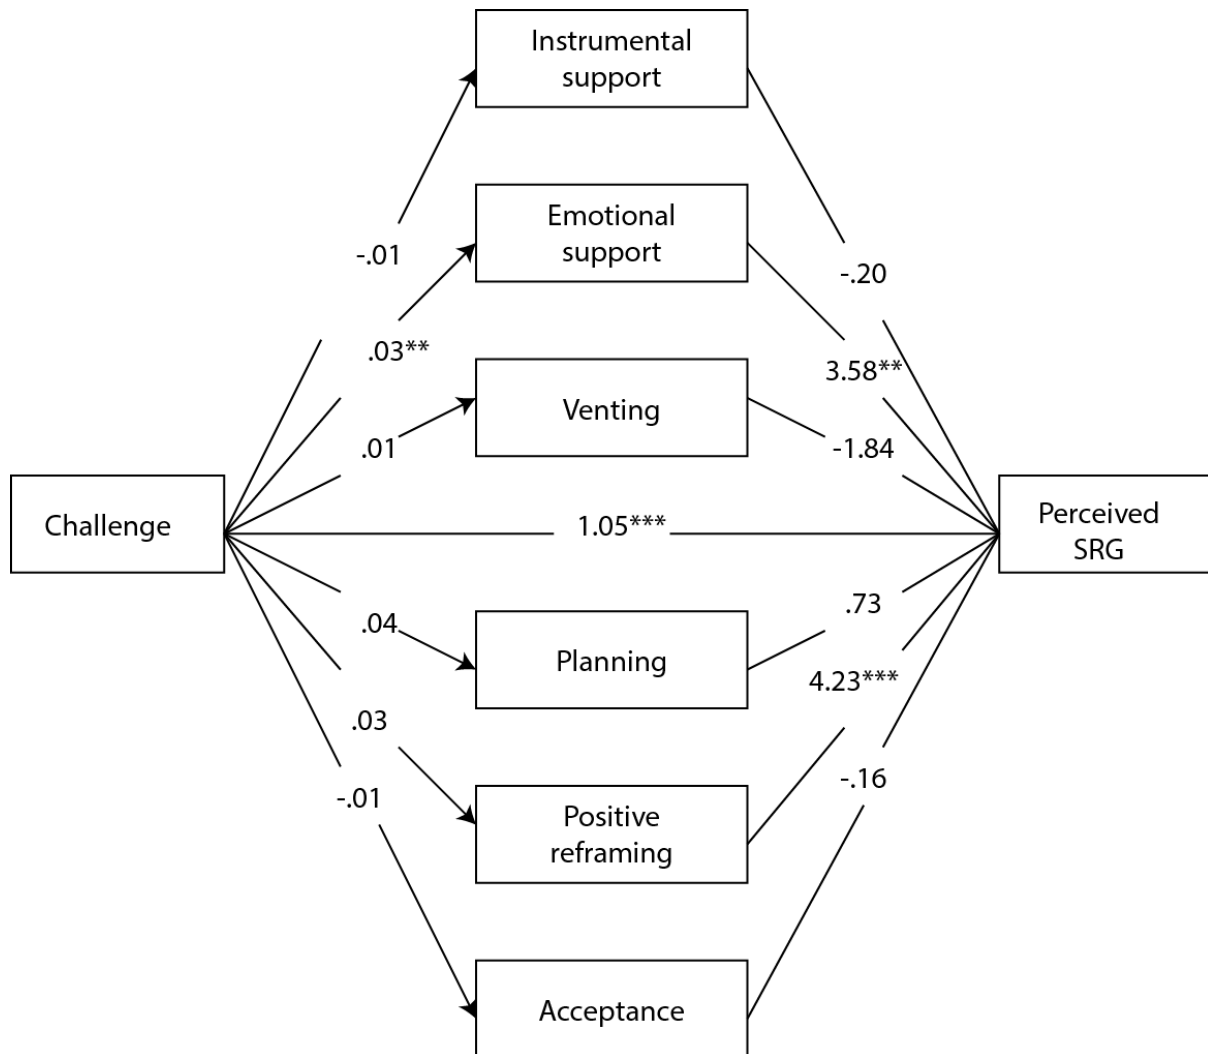 Instrumental
support
Emotional
support
-.01
-.20
.03**
3.58**
Venting
.01
-1.84
Challenge
1.05***
Perceived
SRG
.04
.73
Planning
4.23***
.03
-.16
-.01
Positive
reframing
Acceptance